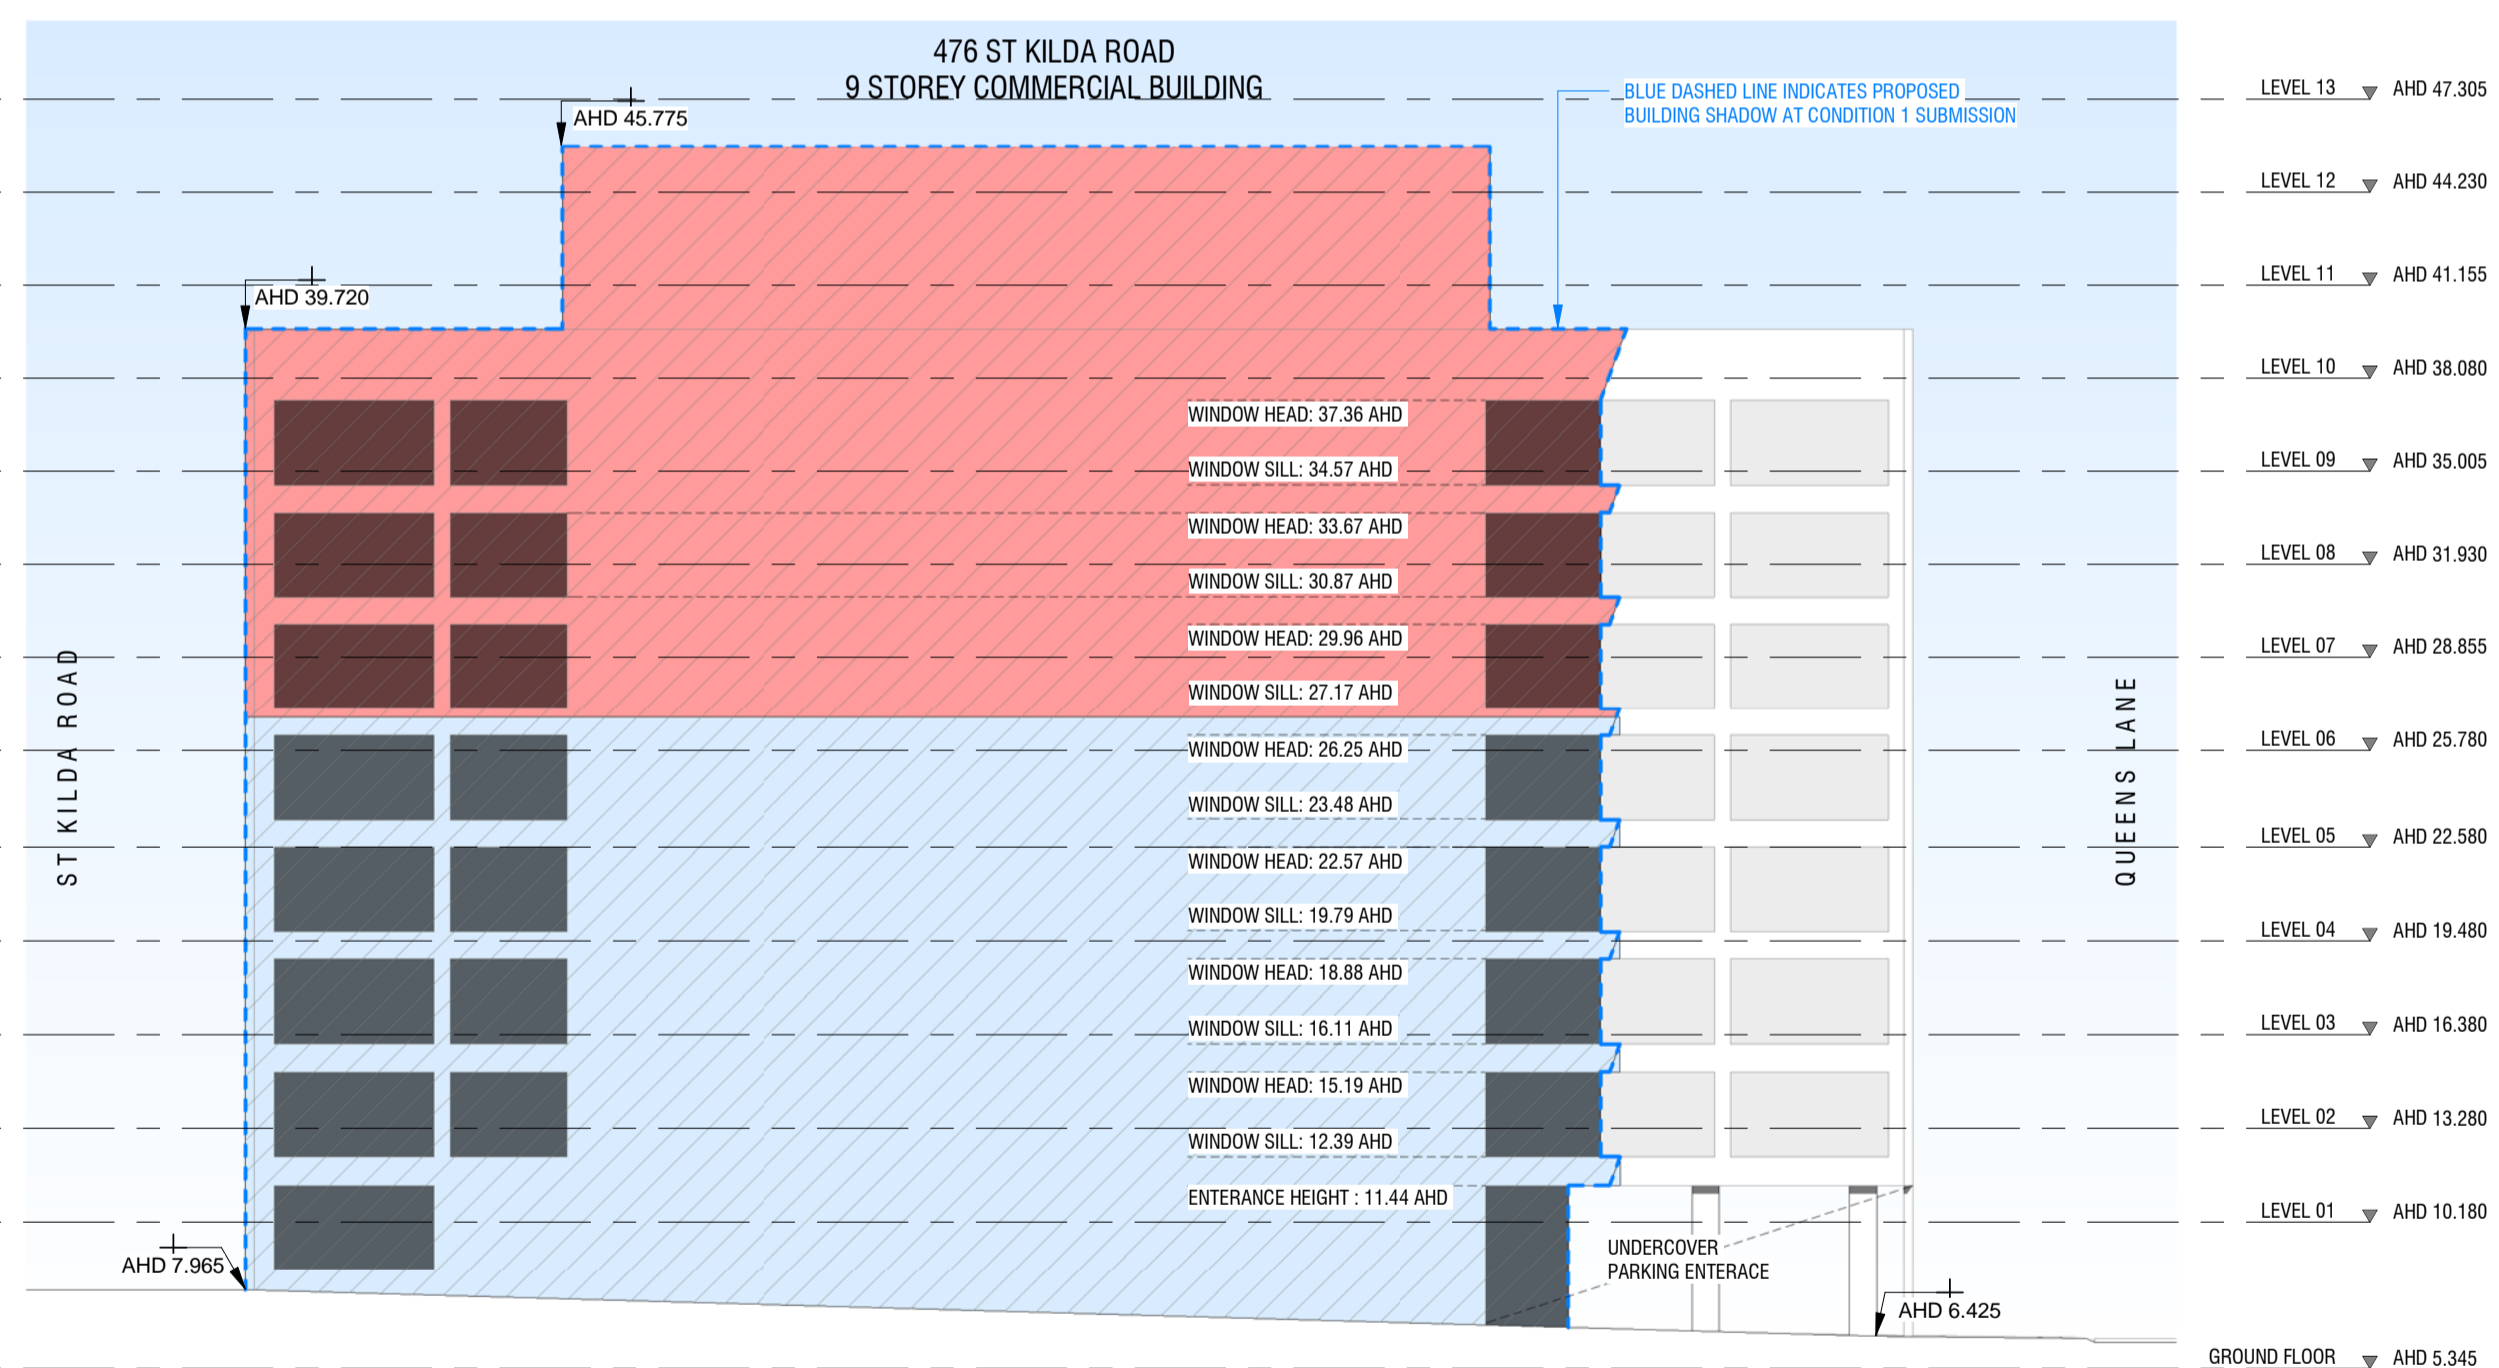 476 ST KILDA ROAD
9 STOREY COMMERCIAL BUILDING
BLUE DASHED LINE INDICATES PROPOSED
BUILDING SHADOW AT CONDITION 1 SUBMISSION
LEVEL 13 AHD 47.305
AHD 45.775
LEVEL 12 AHD 44.230
LEVEL 11 AHD 41.155
AHD 39.720
LEVEL 10 AHD 38.080
WINDOW HEAD: 37.36 AHD
WINDOW SILL: 34.57 AHD
LEVEL 09 AHD 35.005
WINDOW HEAD: 33.67 AHD
LEVEL 08 AHD 31.930
WINDOW SILL: 30.87 AHD
WINDOW HEAD: 29.96 AHD
LEVEL 07 AHD 28.855
WINDOW SILL: 27.17 AHD
ST KILDA ROAD
QUEENS LANE
WINDOW HEAD: 26.25 AHD
LEVEL 06 AHD 25.780
WINDOW SILL: 23.48 AHD
LEVEL 05 AHD 22.580
WINDOW HEAD: 22.57 AHD
WINDOW SILL: 19.79 AHD
LEVEL 04 AHD 19.480
WINDOW HEAD: 18.88 AHD
WINDOW SILL: 16.11 AHD
LEVEL 03 AHD 16.380
WINDOW HEAD: 15.19 AHD
LEVEL 02 AHD 13.280
WINDOW SILL: 12.39 AHD
ENTERANCE HEIGHT : 11.44 AHD
LEVEL 01 AHD 10.180
UNDERCOVER
PARKING ENTERACE
AHD 7.965
AHD 6.425
GROUND FLOOR AHD 5.345